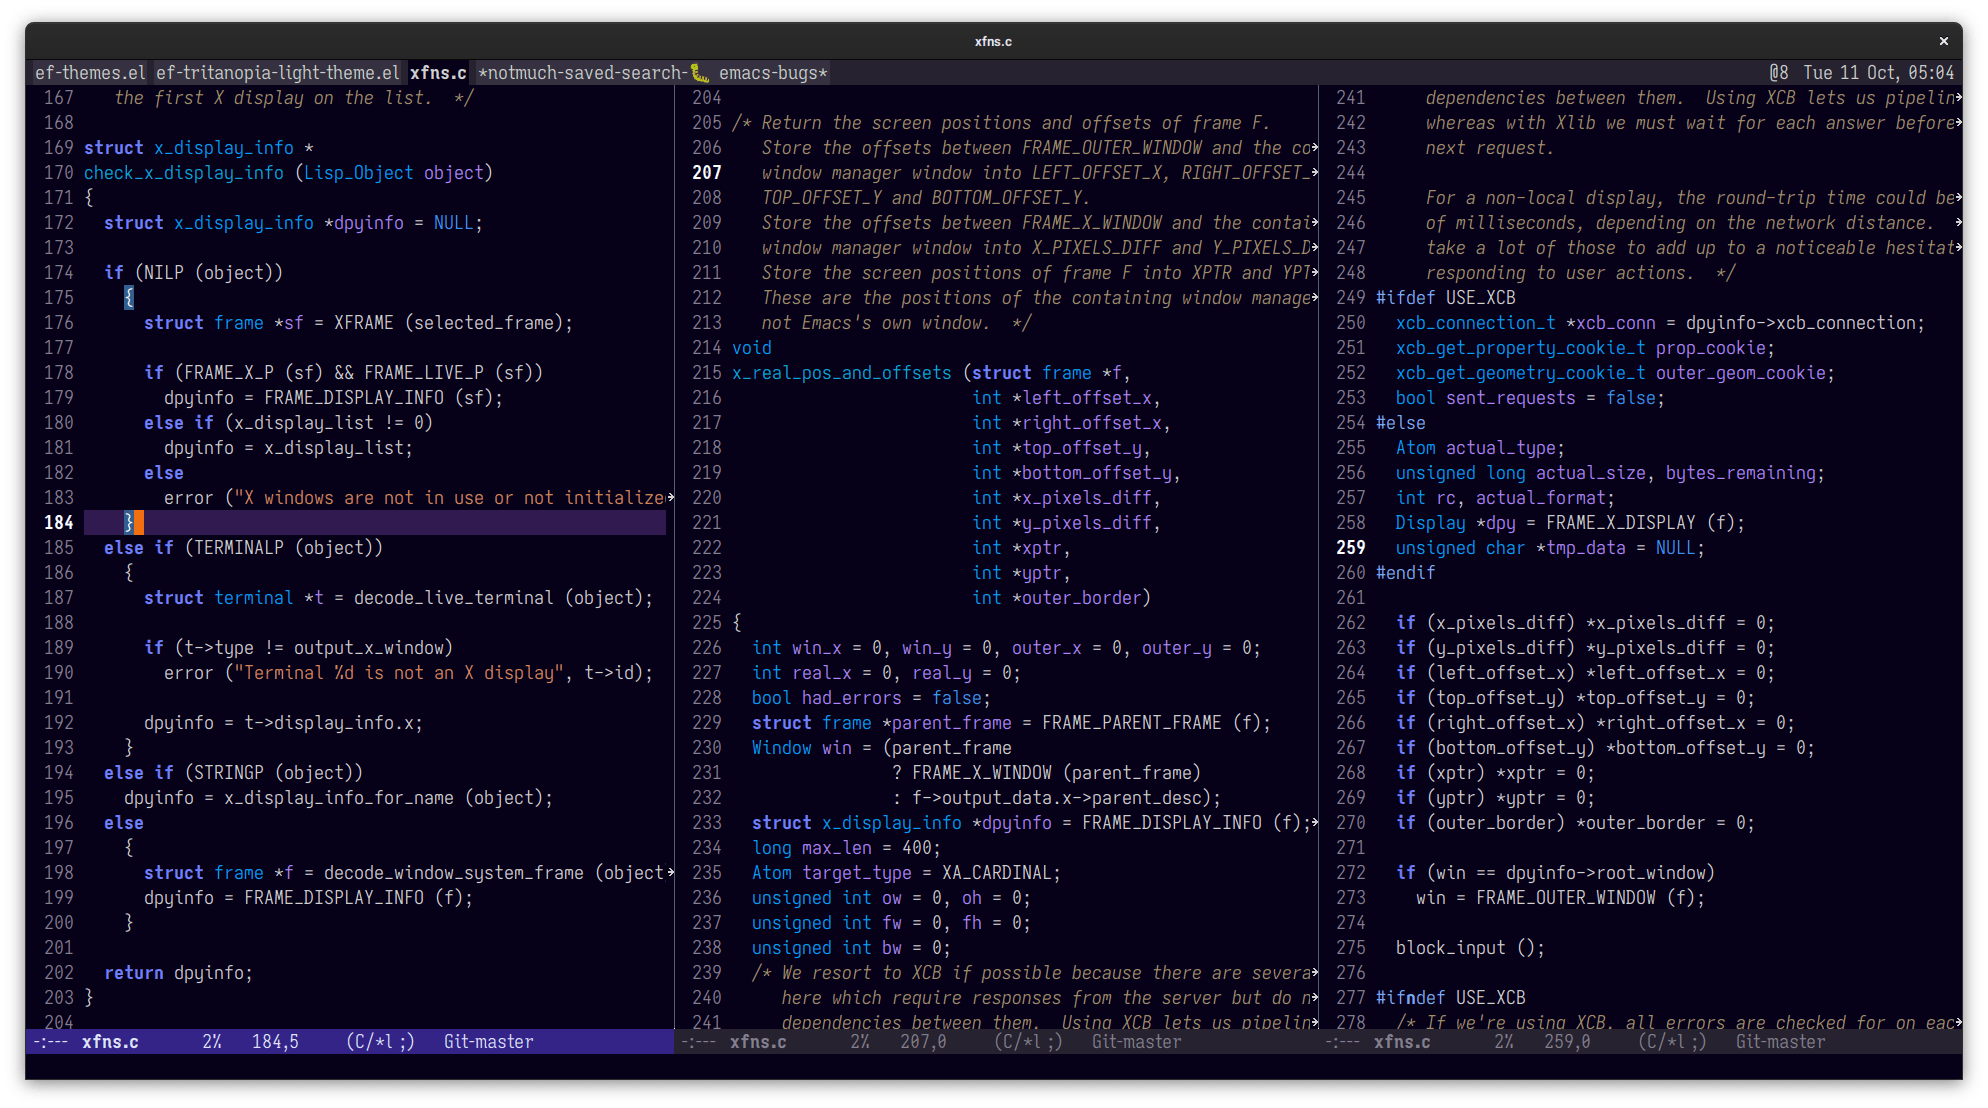 xfns.c ×
ef-themes.el ef-tritanopia-light-theme.el xfns.c *notmuch-saved-search-🐛 emacs-bugs* @8 Tue 11 Oct, 05:04
167 the first X display on the list.  */
168
169 struct x_display_info *
170 check_x_display_info (Lisp_Object object)
171 {
172   struct x_display_info *dpyinfo = NULL;
173
174   if (NILP (object))
175     {
176       struct frame *sf = XFRAME (selected_frame);
177
178       if (FRAME_X_P (sf) && FRAME_LIVE_P (sf))
179         dpyinfo = FRAME_DISPLAY_INFO (sf);
180       else if (x_display_list != 0)
181         dpyinfo = x_display_list;
182       else
183         error ("X windows are not in use or not initialize
184     }
185   else if (TERMINALP (object))
186     {
187       struct terminal *t = decode_live_terminal (object);
188
189       if (t->type != output_x_window)
190         error ("Terminal %d is not an X display", t->id);
191
192       dpyinfo = t->display_info.x;
193     }
194   else if (STRINGP (object))
195     dpyinfo = x_display_info_for_name (object);
196   else
197     {
198       struct frame *f = decode_window_system_frame (object
199       dpyinfo = FRAME_DISPLAY_INFO (f);
200     }
201
202   return dpyinfo;
203 }
204
-:--- xfns.c 2% 184,5 (C/*l ;) Git-master
204
205 /* Return the screen positions and offsets of frame F.
206    Store the offsets between FRAME_OUTER_WINDOW and the co
207    window manager window into LEFT_OFFSET_X, RIGHT_OFFSET_
208    TOP_OFFSET_Y and BOTTOM_OFFSET_Y.
209    Store the offsets between FRAME_X_WINDOW and the contai
210    window manager window into X_PIXELS_DIFF and Y_PIXELS_D
211    Store the screen positions of frame F into XPTR and YPT
212    These are the positions of the containing window manage
213    not Emacs's own window.  */
214 void
215 x_real_pos_and_offsets (struct frame *f,
216                         int *left_offset_x,
217                         int *right_offset_x,
218                         int *top_offset_y,
219                         int *bottom_offset_y,
220                         int *x_pixels_diff,
221                         int *y_pixels_diff,
222                         int *xptr,
223                         int *yptr,
224                         int *outer_border)
225 {
226   int win_x = 0, win_y = 0, outer_x = 0, outer_y = 0;
227   int real_x = 0, real_y = 0;
228   bool had_errors = false;
229   struct frame *parent_frame = FRAME_PARENT_FRAME (f);
230   Window win = (parent_frame
231                 ? FRAME_X_WINDOW (parent_frame)
232                 : f->output_data.x->parent_desc);
233   struct x_display_info *dpyinfo = FRAME_DISPLAY_INFO (f);
234   long max_len = 400;
235   Atom target_type = XA_CARDINAL;
236   unsigned int ow = 0, oh = 0;
237   unsigned int fw = 0, fh = 0;
238   unsigned int bw = 0;
239   /* We resort to XCB if possible because there are severa
240      here which require responses from the server but do n
241      dependencies between them.  Using XCB lets us pipelin
-:--- xfns.c 2% 207,0 (C/*l ;) Git-master
241      dependencies between them.  Using XCB lets us pipelin
242      whereas with Xlib we must wait for each answer before
243      next request.
244
245      For a non-local display, the round-trip time could be
246      of milliseconds, depending on the network distance.
247      take a lot of those to add up to a noticeable hesitat
248      responding to user actions.  */
249 #ifdef USE_XCB
250   xcb_connection_t *xcb_conn = dpyinfo->xcb_connection;
251   xcb_get_property_cookie_t prop_cookie;
252   xcb_get_geometry_cookie_t outer_geom_cookie;
253   bool sent_requests = false;
254 #else
255   Atom actual_type;
256   unsigned long actual_size, bytes_remaining;
257   int rc, actual_format;
258   Display *dpy = FRAME_X_DISPLAY (f);
259   unsigned char *tmp_data = NULL;
260 #endif
261
262   if (x_pixels_diff) *x_pixels_diff = 0;
263   if (y_pixels_diff) *y_pixels_diff = 0;
264   if (left_offset_x) *left_offset_x = 0;
265   if (top_offset_y) *top_offset_y = 0;
266   if (right_offset_x) *right_offset_x = 0;
267   if (bottom_offset_y) *bottom_offset_y = 0;
268   if (xptr) *xptr = 0;
269   if (yptr) *yptr = 0;
270   if (outer_border) *outer_border = 0;
271
272   if (win == dpyinfo->root_window)
273     win = FRAME_OUTER_WINDOW (f);
274
275   block_input ();
276
277 #ifndef USE_XCB
278   /* If we're using XCB, all errors are checked for on eac
-:--- xfns.c 2% 259,0 (C/*l ;) Git-master